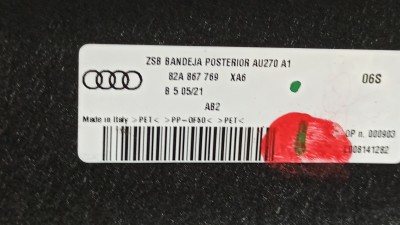 ZSB BANDEJA POSTERIOR AU270 A1
82A 867 769 XA6 06S
8 5 05/21
AB2
Made in Italy >PET< >PP-GF50< >PET<
OP n. 000903
L008141282